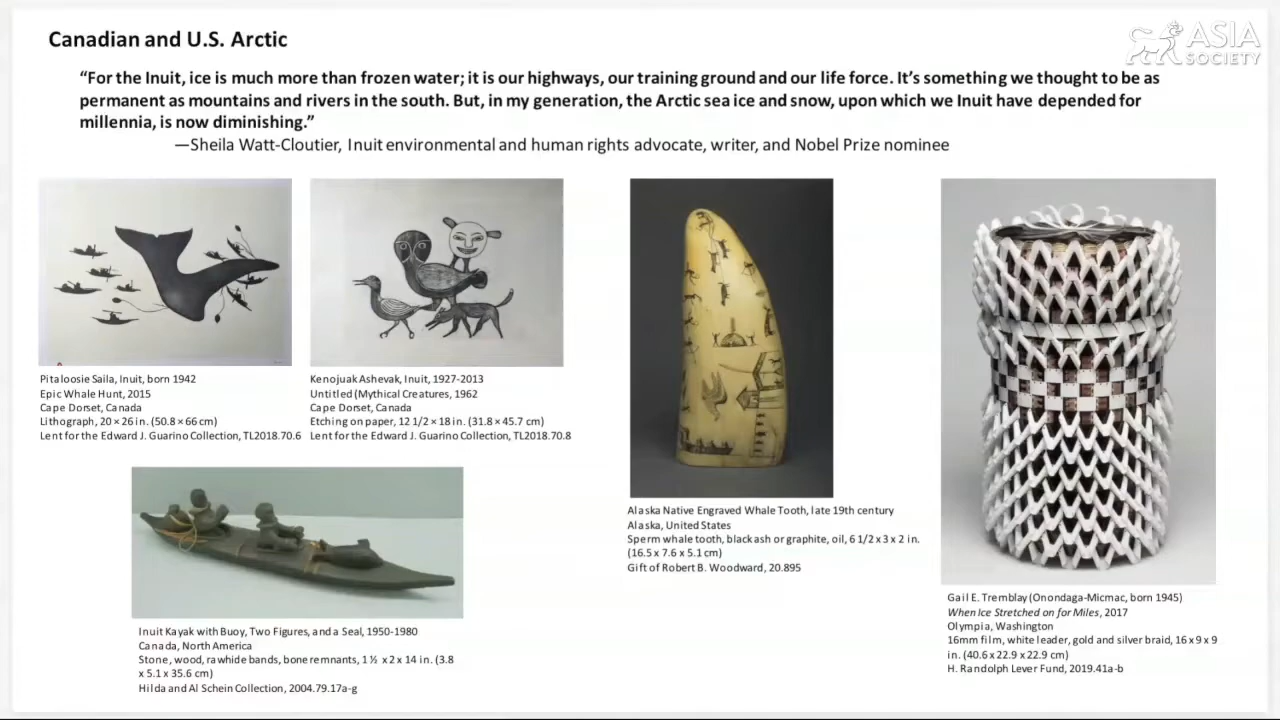 Canadian and U.S. Arctic
ASIA
SOCIETY
“For the Inuit, ice is much more than frozen water; it is our highways, our training ground and our life force. It’s something we thought to be as
permanent as mountains and rivers in the south. But, in my generation, the Arctic sea ice and snow, upon which we Inuit have depended for
millennia, is now diminishing.”
—Sheila Watt-Cloutier, Inuit environmental and human rights advocate, writer, and Nobel Prize nominee
Pitaloosie Saila, Inuit, born 1942
Epic Whale Hunt, 2015
Cape Dorset, Canada
Lithograph, 20 × 26 in. (50.8 × 66 cm)
Lent for the Edward J. Guarino Collection, TL2018.70.6
Kenojuak Ashevak, Inuit, 1927-2013
Untitled (Mythical Creatures, 1962
Cape Dorset, Canada
Etching on paper, 12 1/2 × 18 in. (31.8 × 45.7 cm)
Lent for the Edward J. Guarino Collection, TL2018.70.8
Inuit Kayak with Buoy, Two Figures, and a Seal, 1950-1980
Canada, North America
Stone, wood, rawhide bands, bone remnants, 1 ½ x 2 x 14 in. (3.8
x 5.1 x 35.6 cm)
Hilda and Al Schein Collection, 2004.79.17a-g
Alaska Native Engraved Whale Tooth, late 19th century
Alaska, United States
Sperm whale tooth, black ash or graphite, oil, 6 1/2 x 3 x 2 in.
(16.5 x 7.6 x 5.1 cm)
Gift of Robert B. Woodward, 20.895
Gail E. Tremblay (Onondaga-Micmac, born 1945)
When Ice Stretched on for Miles, 2017
Olympia, Washington
16mm film, white leader, gold and silver braid, 16 x 9 x 9
in. (40.6 x 22.9 x 22.9 cm)
H. Randolph Lever Fund, 2019.41a-b